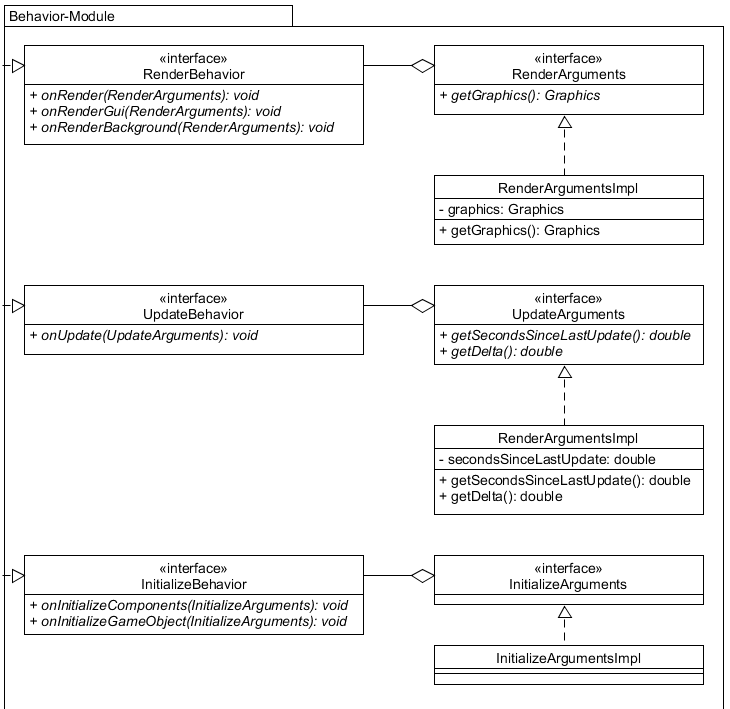 Behavior-Module
«interface»
RenderBehavior
+ onRender(RenderArguments): void
+ onRenderGui(RenderArguments): void
+ onRenderBackground(RenderArguments): void
«interface»
RenderArguments
+ getGraphics(): Graphics
RenderArgumentsImpl
- graphics: Graphics
+ getGraphics(): Graphics
«interface»
UpdateBehavior
+ onUpdate(UpdateArguments): void
«interface»
UpdateArguments
+ getSecondsSinceLastUpdate(): double
+ getDelta(): double
RenderArgumentsImpl
- secondsSinceLastUpdate: double
+ getSecondsSinceLastUpdate(): double
+ getDelta(): double
«interface»
InitializeBehavior
+ onInitializeComponents(InitializeArguments): void
+ onInitializeGameObject(InitializeArguments): void
«interface»
InitializeArguments
InitializeArgumentsImpl